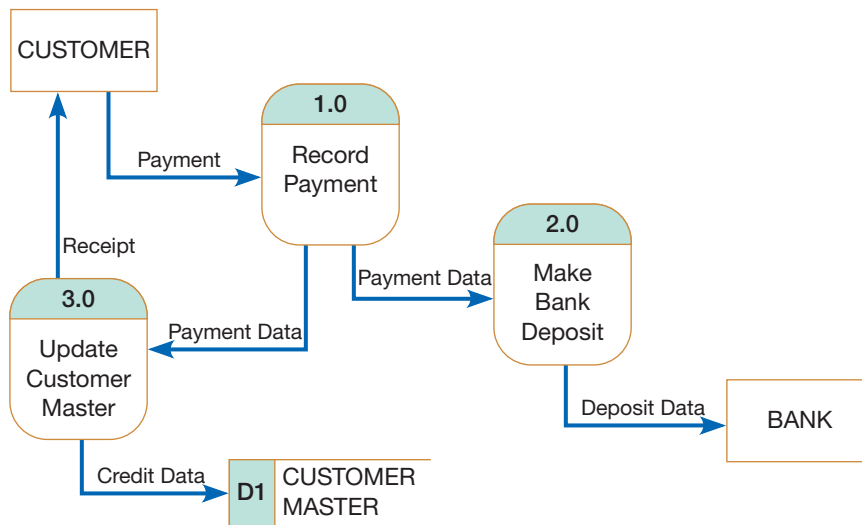 CUSTOMER
1.0
Record
Payment
Payment
2.0
Make
Bank
Deposit
Receipt
Payment Data
3.0
Update
Customer
Master
Payment Data
Deposit Data
BANK
Credit Data
D1
CUSTOMER
MASTER